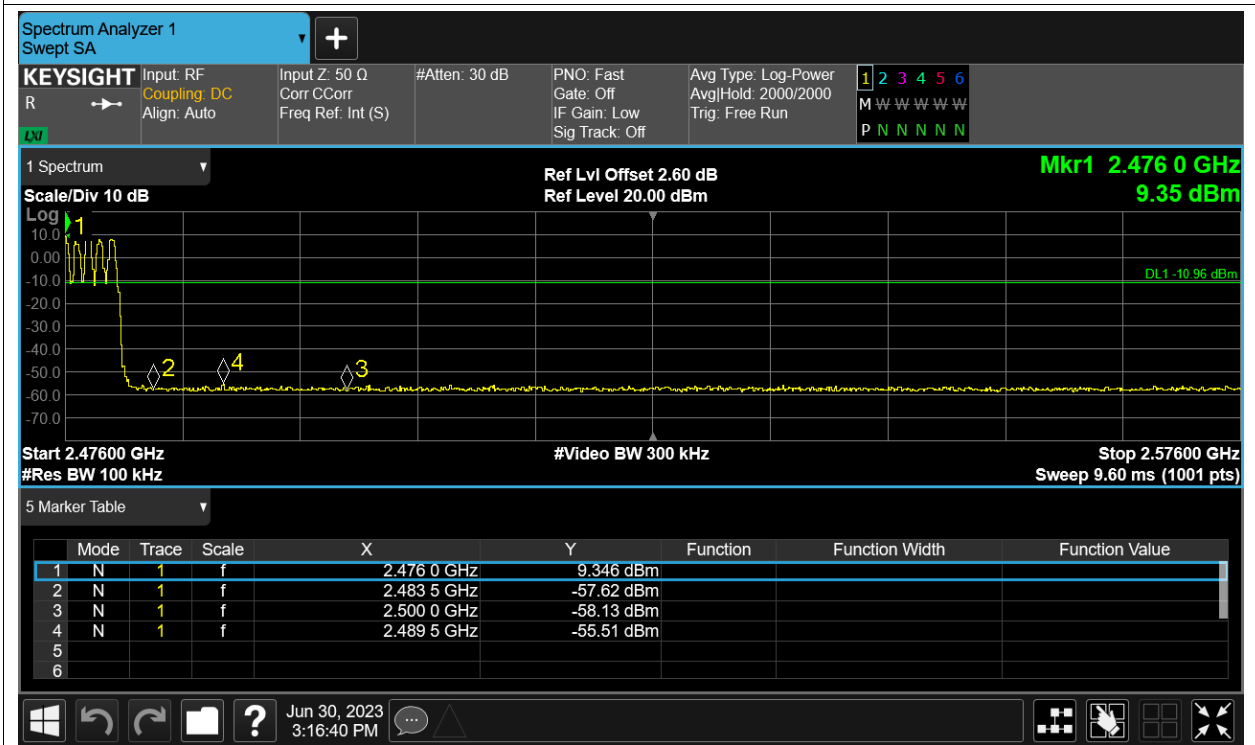 Spectrum Analyzer 1
Swept SA
KEYSIGHT Input: RF Input Z: 50 Ω #Atten: 30 dB PNO: Fast Avg Type: Log-Power 1 2 3 4 5 6
R Coupling: DC Corr CCorr Gate: Off Avg|Hold: 2000/2000 M W W W W W
Align: Auto Freq Ref: Int (S) IF Gain: Low Trig: Free Run
LXI Sig Track: Off P N N N N N
1 Spectrum Ref Lvl Offset 2.60 dB Mkr1 2.476 0 GHz
Scale/Div 10 dB Ref Level 20.00 dBm 9.35 dBm
Log 1
10.0
0.00
-10.0 DL1 -10.96 dBm
-20.0
-30.0
-40.0
-50.0 2 4 3
-60.0
-70.0
Start 2.47600 GHz #Video BW 300 kHz Stop 2.57600 GHz
#Res BW 100 kHz Sweep 9.60 ms (1001 pts)
5 Marker Table
Mode Trace Scale X Y Function Function Width Function Value
1 N 1 f 2.476 0 GHz 9.346 dBm
2 N 1 f 2.483 5 GHz -57.62 dBm
3 N 1 f 2.500 0 GHz -58.13 dBm
4 N 1 f 2.489 5 GHz -55.51 dBm
5
6
? Jun 30, 2023
3:16:40 PM